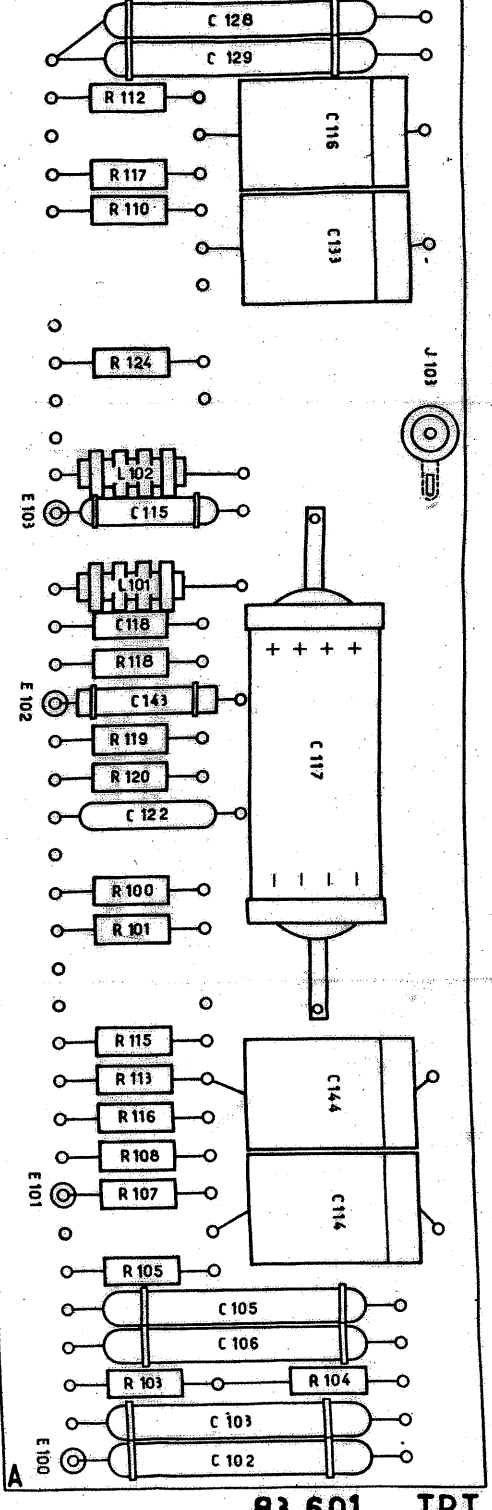 C 128
C 129
R 112
C 116
R 117
R 110
C 133
R 124
J 103
L 102
E 103
C 115
L 101
C 118
R 118
E 102
C 143
+ + + +
R 119
C 117
R 120
C 122
R 100
— — — —
R 101
R 115
R 113
C 144
R 116
R 108
E 101
R 107
C 114
R 105
C 105
C 106
R 103
R 104
C 103
E 100
C 102
A